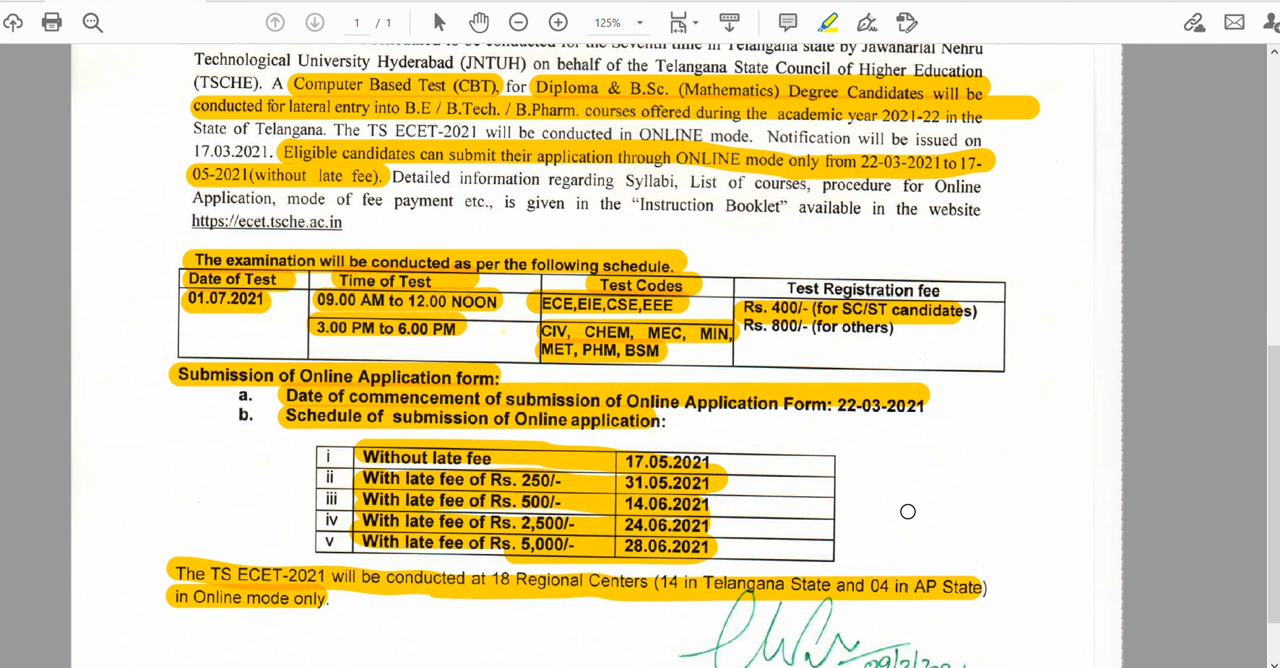 1 / 1
125%
conducted for the Seventh time in Telangana state by Jawaharlal Nehru
Technological University Hyderabad (JNTUH) on behalf of the Telangana State Council of Higher Education
(TSCHE). A Computer Based Test (CBT), for Diploma & B.Sc. (Mathematics) Degree Candidates will be
conducted for lateral entry into B.E / B.Tech. / B.Pharm. courses offered during the academic year 2021-22 in the
State of Telangana. The TS ECET-2021 will be conducted in ONLINE mode. Notification will be issued on
17.03.2021. Eligible candidates can submit their application through ONLINE mode only from 22-03-2021 to 17-
05-2021(without late fee). Detailed information regarding Syllabi, List of courses, procedure for Online
Application, mode of fee payment etc., is given in the “Instruction Booklet” available in the website
https://ecet.tsche.ac.in
The examination will be conducted as per the following schedule.
Date of Test Time of Test Test Codes Test Registration fee
01.07.2021 09.00 AM to 12.00 NOON ECE,EIE,CSE,EEE Rs. 400/- (for SC/ST candidates)
3.00 PM to 6.00 PM CIV, CHEM, MEC, MIN, Rs. 800/- (for others)
MET, PHM, BSM
Submission of Online Application form:
a. Date of commencement of submission of Online Application Form: 22-03-2021
b. Schedule of submission of Online application:
i Without late fee 17.05.2021
ii With late fee of Rs. 250/- 31.05.2021
iii With late fee of Rs. 500/- 14.06.2021
iv With late fee of Rs. 2,500/- 24.06.2021
v With late fee of Rs. 5,000/- 28.06.2021
The TS ECET-2021 will be conducted at 18 Regional Centers (14 in Telangana State and 04 in AP State)
in Online mode only.